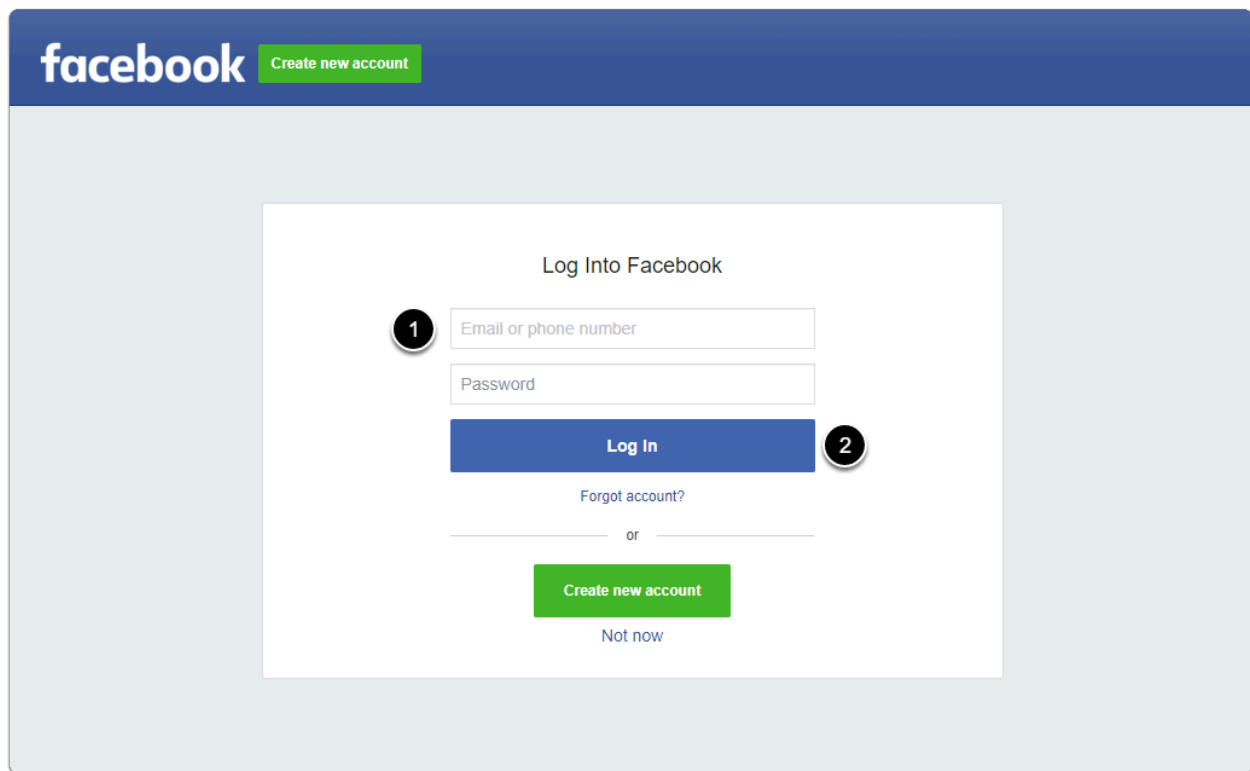 facebook Create new account
Log Into Facebook
1 Email or phone number
Password
Log In 2
Forgot account?
or
Create new account
Not now